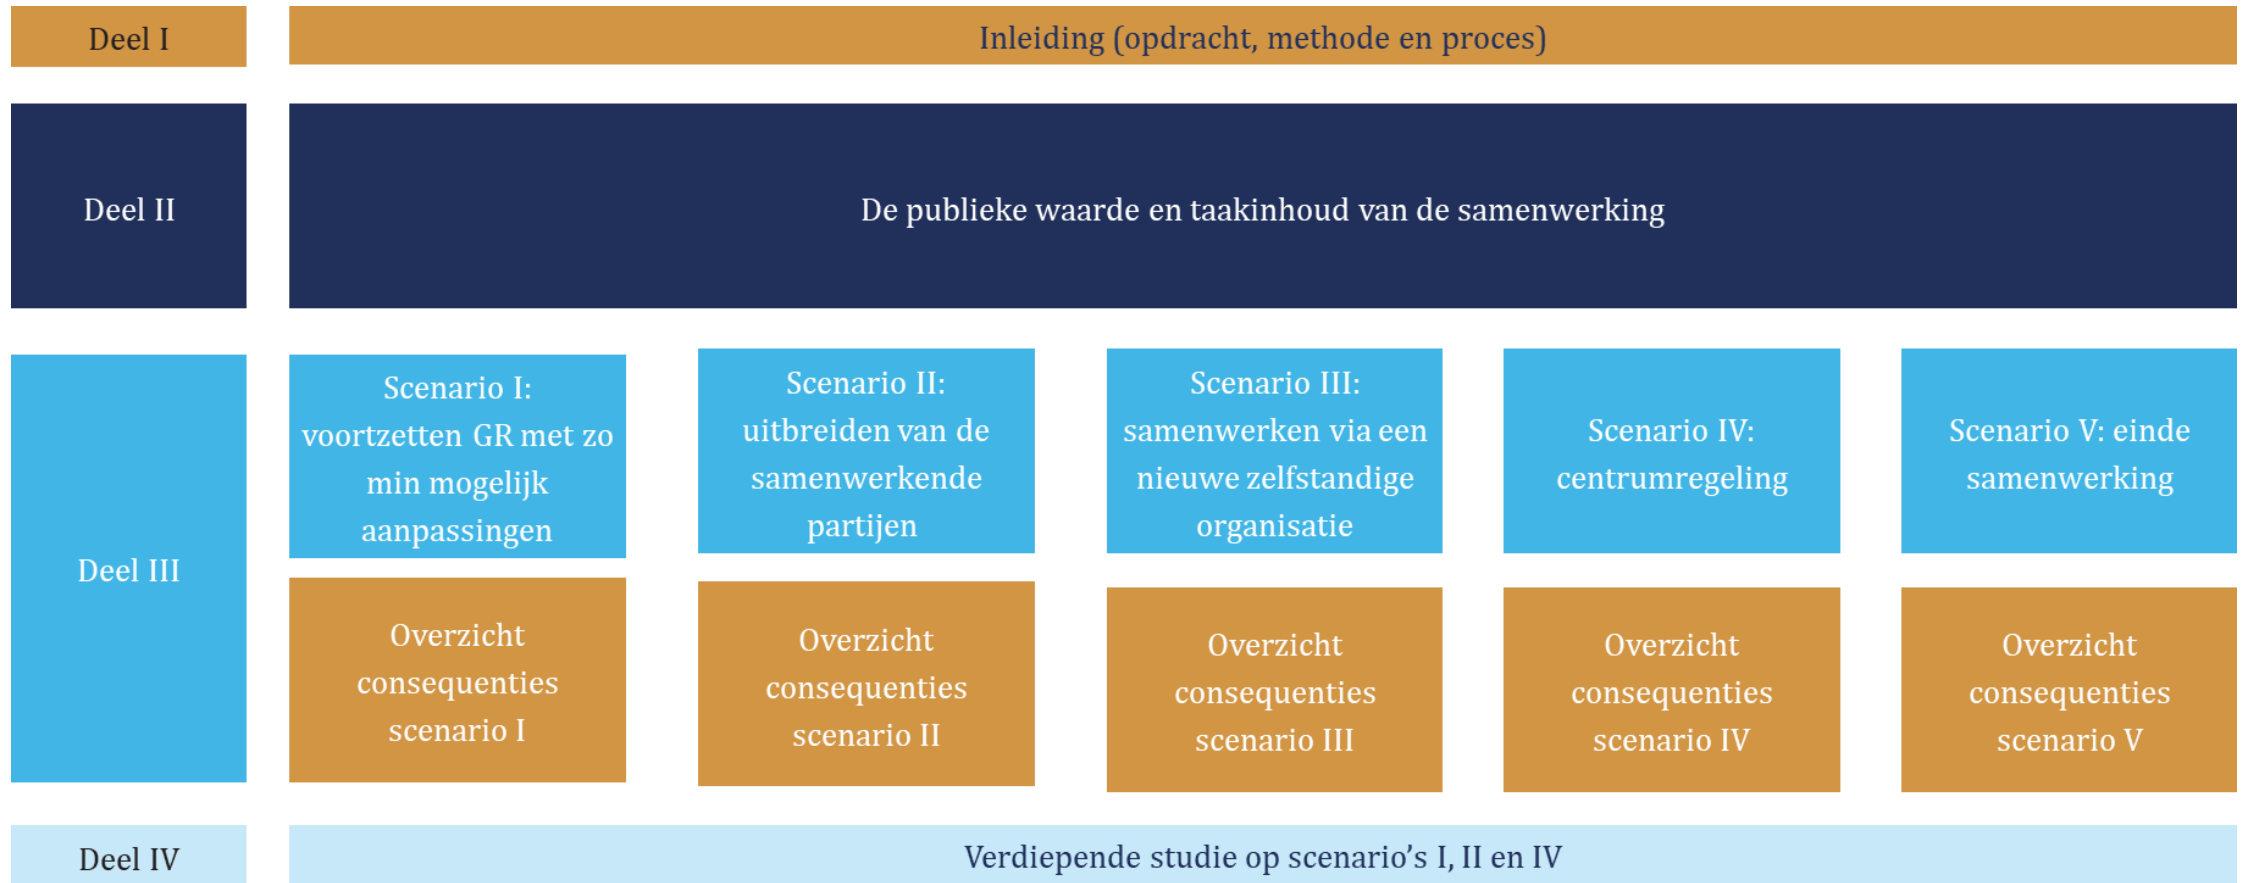 Deel I
Inleiding (opdracht, methode en proces)
Deel II
De publieke waarde en taakinhoud van de samenwerking
Deel III
Scenario I:
voortzetten GR met zo
min mogelijk
aanpassingen
Scenario II:
uitbreiden van de
samenwerkende
partijen
Scenario III:
samenwerken via een
nieuwe zelfstandige
organisatie
Scenario IV:
centrumregeling
Scenario V: einde
samenwerking
Overzicht
consequenties
scenario I
Overzicht
consequenties
scenario II
Overzicht
consequenties
scenario III
Overzicht
consequenties
scenario IV
Overzicht
consequenties
scenario V
Deel IV
Verdiepende studie op scenario’s I, II en IV